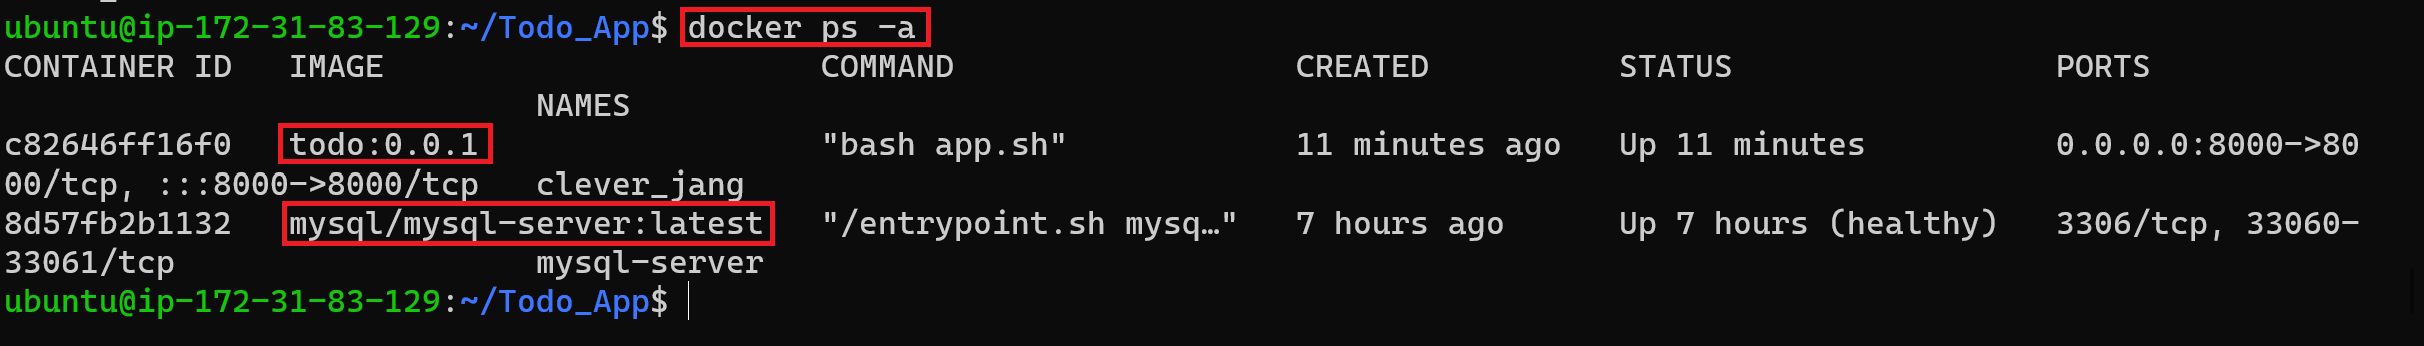 ubuntu@ip-172-31-83-129:~/Todo_App$ docker ps -a
CONTAINER ID   IMAGE                       COMMAND                  CREATED          STATUS                 PORTS
                            NAMES
c82646ff16f0   todo:0.0.1                  "bash app.sh"            11 minutes ago   Up 11 minutes          0.0.0.0:8000->80
00/tcp, :::8000->8000/tcp   clever_jang
8d57fb2b1132   mysql/mysql-server:latest   "/entrypoint.sh mysq…"   7 hours ago      Up 7 hours (healthy)   3306/tcp, 33060-
33061/tcp                   mysql-server
ubuntu@ip-172-31-83-129:~/Todo_App$